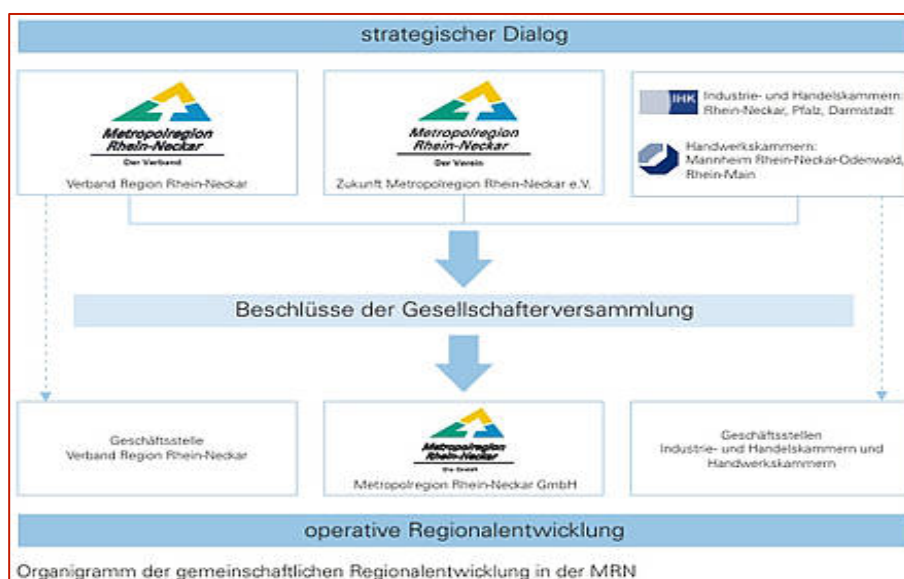 strategischer Dialog
Metropolregion
Rhein-Neckar
Der Verband
Verband Region Rhein-Neckar
Metropolregion
Rhein-Neckar
Der Verein
Zukunft Metropolregion Rhein-Neckar e.V.
IHK
Industrie- und Handelskammern:
Rhein-Neckar, Pfalz, Darmstadt
Handwerkskammern:
Mannheim Rhein-Neckar-Odenwald,
Rhein-Main
Beschlüsse der Gesellschafterversammlung
Geschäftsstelle
Verband Region Rhein-Neckar
Metropolregion
Rhein-Neckar
Die GmbH
Metropolregion Rhein-Neckar GmbH
Geschäftsstellen
Industrie- und Handelskammern und
Handwerkskammern
operative Regionalentwicklung
Organigramm der gemeinschaftlichen Regionalentwicklung in der MRN